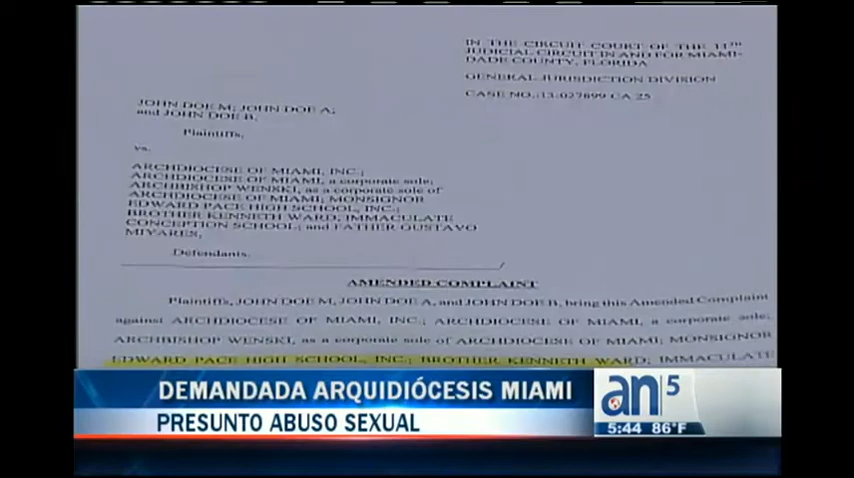 IN THE CIRCUIT COURT OF THE 11TH
JUDICIAL CIRCUIT IN AND FOR MIAMI-
DADE COUNTY, FLORIDA
GENERAL JURISDICTION DIVISION
CASE NO.:13-027699 CA 25
JOHN DOE M; JOHN DOE A;
and JOHN DOE B,
Plaintiffs,
vs.
ARCHDIOCESE OF MIAMI, INC.;
ARCHDIOCESE OF MIAMI, a corporate sole;
ARCHBISHOP WENSKI, as a corporate sole of
ARCHDIOCESE OF MIAMI; MONSIGNOR
EDWARD PACE HIGH SCHOOL, INC.;
BROTHER KENNETH WARD, IMMACULATE
CONCEPTION SCHOOL; and FATHER GUSTAVO
MIYARES,
Defendants.
/
AMENDED COMPLAINT
Plaintiffs, JOHN DOE M, JOHN DOE A, and JOHN DOE B, bring this Amended Complaint
against ARCHDIOCESE OF MIAMI, INC.; ARCHDIOCESE OF MIAMI, a corporate sole;
ARCHBISHOP WENSKI, as a corporate sole of ARCHDIOCESE OF MIAMI; MONSIGNOR
EDWARD PACE HIGH SCHOOL, INC.; BROTHER KENNETH WARD; IMMACULATE
DEMANDADA ARQUIDIÓCESIS MIAMI
PRESUNTO ABUSO SEXUAL
an 5
5:44 86°F